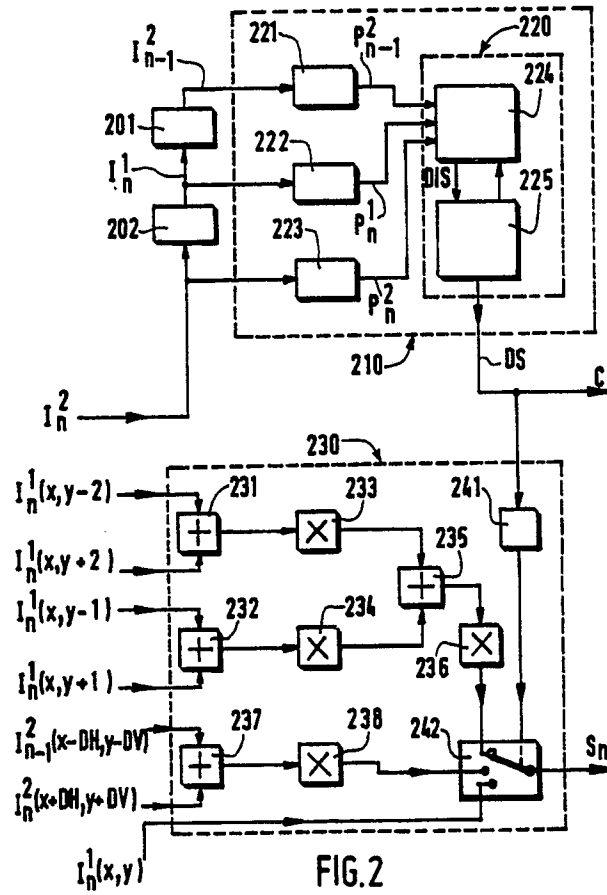 221
P²ₙ₋₁
220
I²ₙ₋₁
224
201
222
I¹ₙ
DIS
225
P¹ₙ
202
223
P²ₙ
210
DS
C
I²ₙ
230
I¹ₙ(x,y-2)
231
233
241
+
×
235
I¹ₙ(x,y+2)
+
I¹ₙ(x,y-1)
232
234
+
×
×
236
I¹ₙ(x,y+1)
I²ₙ₋₁(x-DH,y-DV)
237
238
242
Sₙ
+
×
I²ₙ(x+DH,y+DV)
I¹ₙ(x,y)
FIG.2